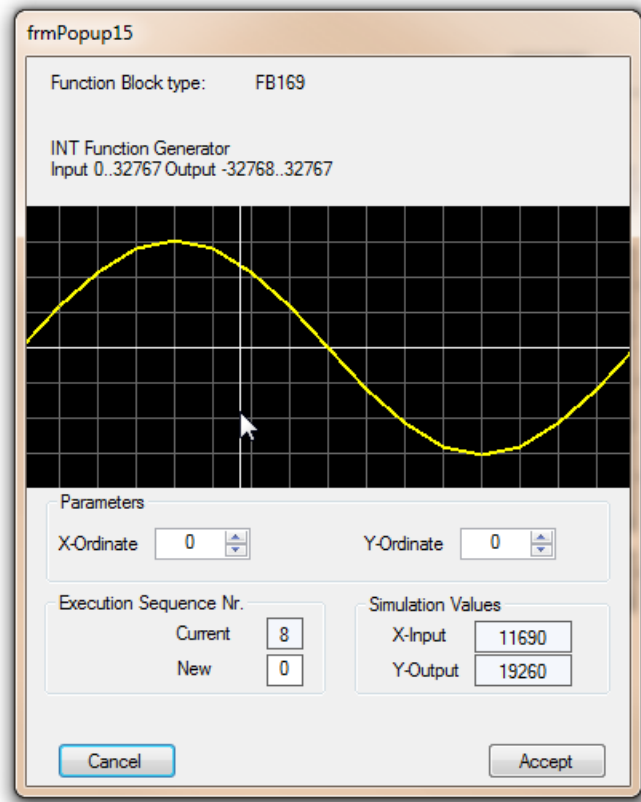 frmPopup15
Function Block type: FB169
INT Function Generator
Input 0..32767 Output -32768..32767
Parameters
X-Ordinate 0 Y-Ordinate 0
Execution Sequence Nr.
Current 8
New 0
Simulation Values
X-Input 11690
Y-Output 19260
Cancel Accept